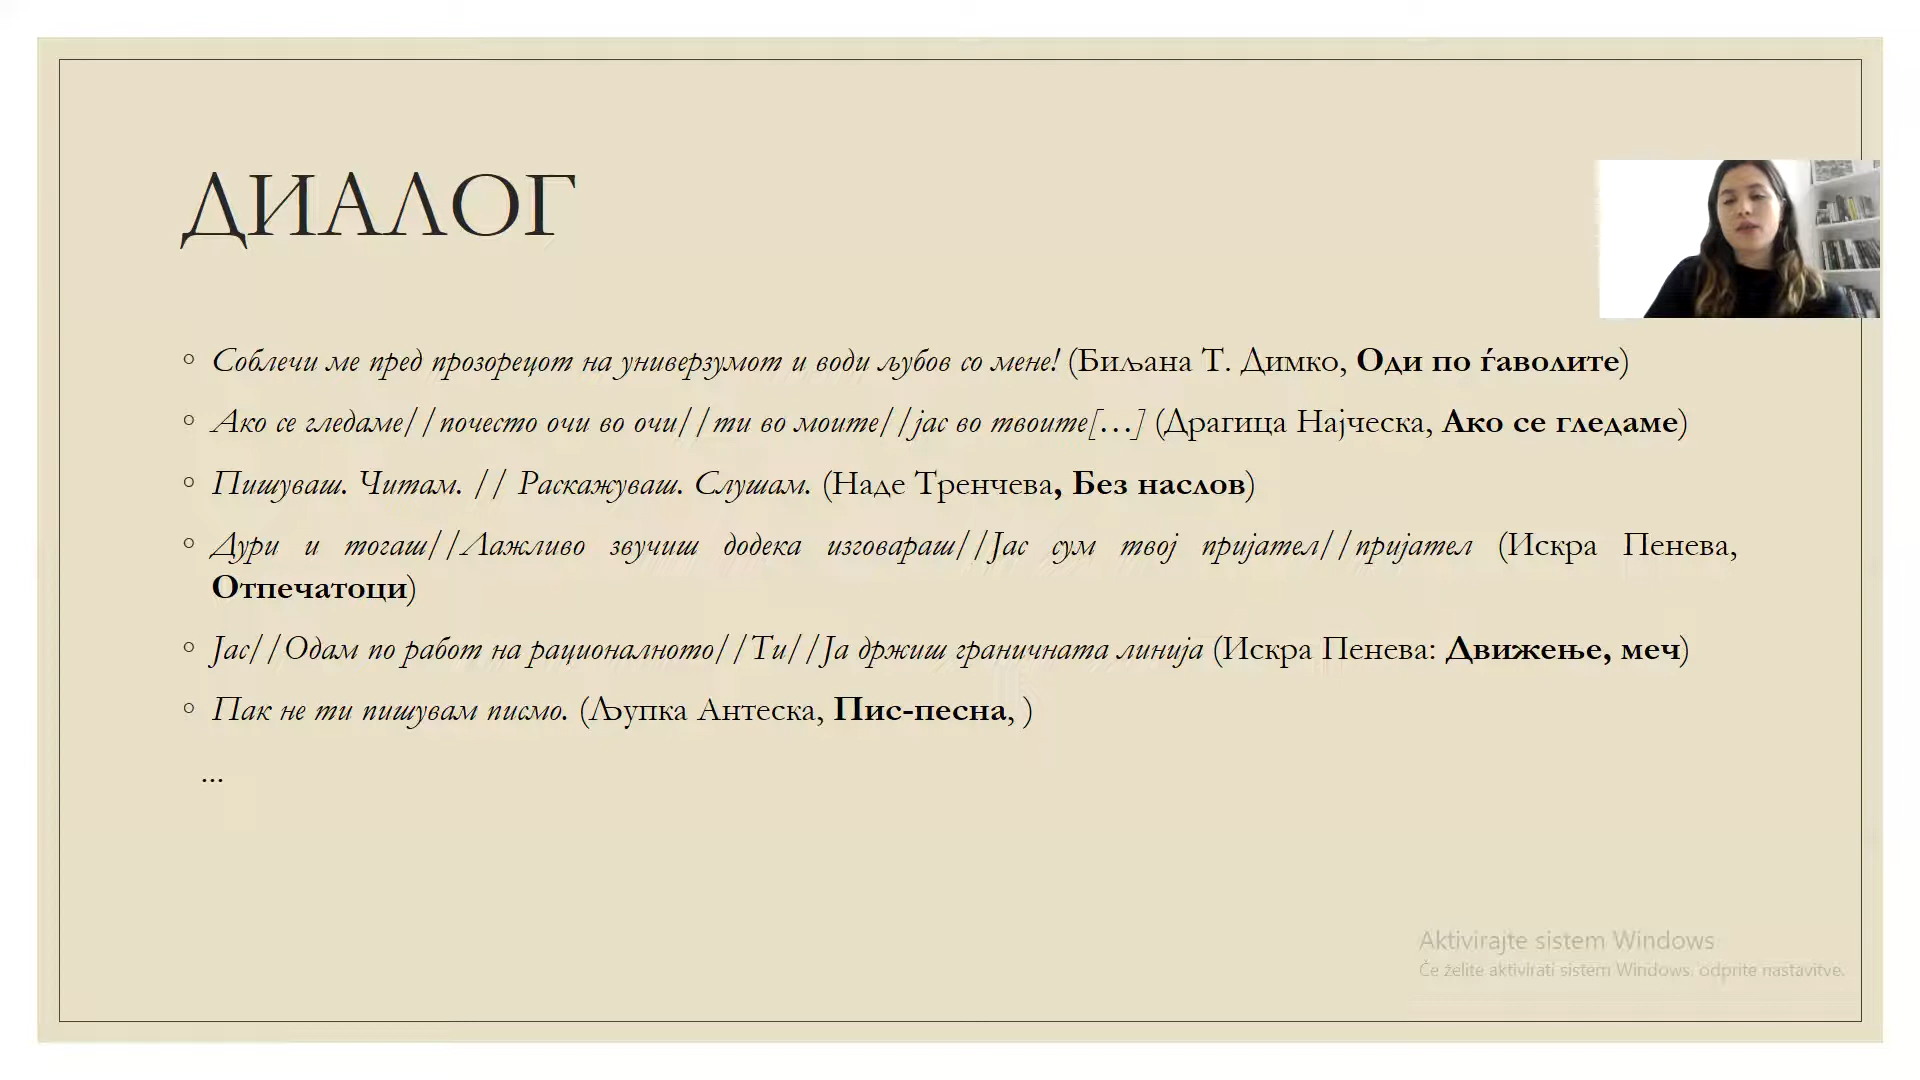 ДИАЛОГ
Соблечи ме пред прозорецот на универзумот и води љубов со мене! (Биљана Т. Димко, Оди по ѓаволите)
Ако се гледаме//почесто очи во очи//ти во моите//јас во твоите[…] (Драгица Најческа, Ако се гледаме)
Пишуваш. Читам. // Раскажуваш. Слушам. (Наде Тренчева, Без наслов)
Дури и тогаш//Лажливо звучиш додека изговараш//Јас сум твој пријател//пријател (Искра Пенева,
Отпечатоци)
Јас//Одам по работ на рационалното//Ти//Ја држиш граничната линија (Искра Пенева: Движење, меч)
Пак не ти пишувам писмо. (Љупка Антеска, Пис-песна, )
...
Aktivirajte sistem Windows
Če želite aktivirati sistem Windows, odprite nastavitve.